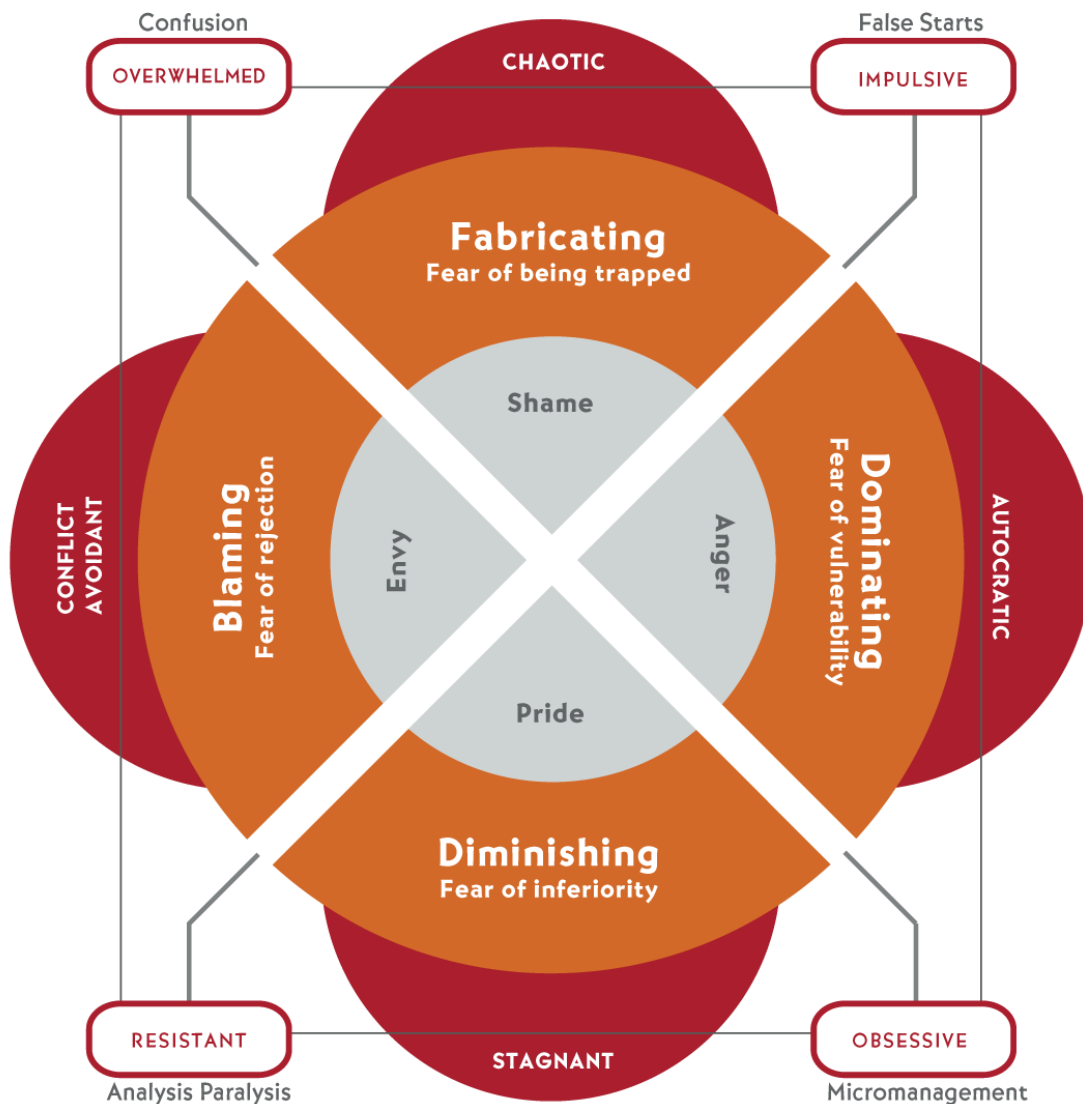 Confusion
OVERWHELMED
False Starts
IMPULSIVE
CHAOTIC
Fabricating
Fear of being trapped
Shame
CONFLICT
AVOIDANT
Blaming
Fear of rejection
Envy
Anger
Dominating
Fear of vulnerability
AUTOCRATIC
Pride
Diminishing
Fear of inferiority
STAGNANT
RESISTANT
Analysis Paralysis
OBSESSIVE
Micromanagement